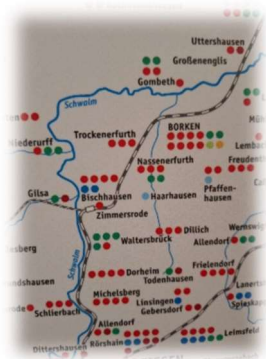 Uttershausen
Großenenglis
Gombeth
Schwalm
Trockenerfurth
BORKEN
Niederurff
Nassenerfurth
Gilsa
Bischhausen
Haarhausen
Pfaffen-
hausen
Zimmersrode
Waltersbrück
Dillich
Allendorf
Schwalm
Dorheim
Frielendorf
Todenhausen
Michelsberg
Linsingen
Schlierbach
Gebersdorf
Allendorf
Rörshain
Leimsfeld